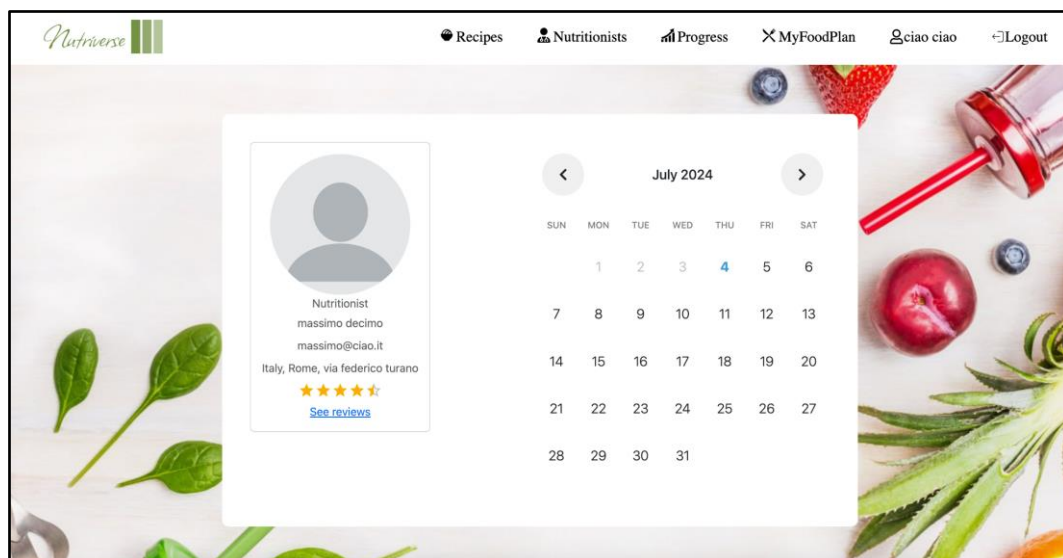 Nutriverse
Recipes Nutritionists Progress MyFoodPlan ciao ciao Logout
Nutritionist
massimo decimo
massimo@ciao.it
Italy, Rome, via federico turano
See reviews
July 2024
SUN MON TUE WED THU FRI SAT
1 2 3 4 5 6
7 8 9 10 11 12 13
14 15 16 17 18 19 20
21 22 23 24 25 26 27
28 29 30 31